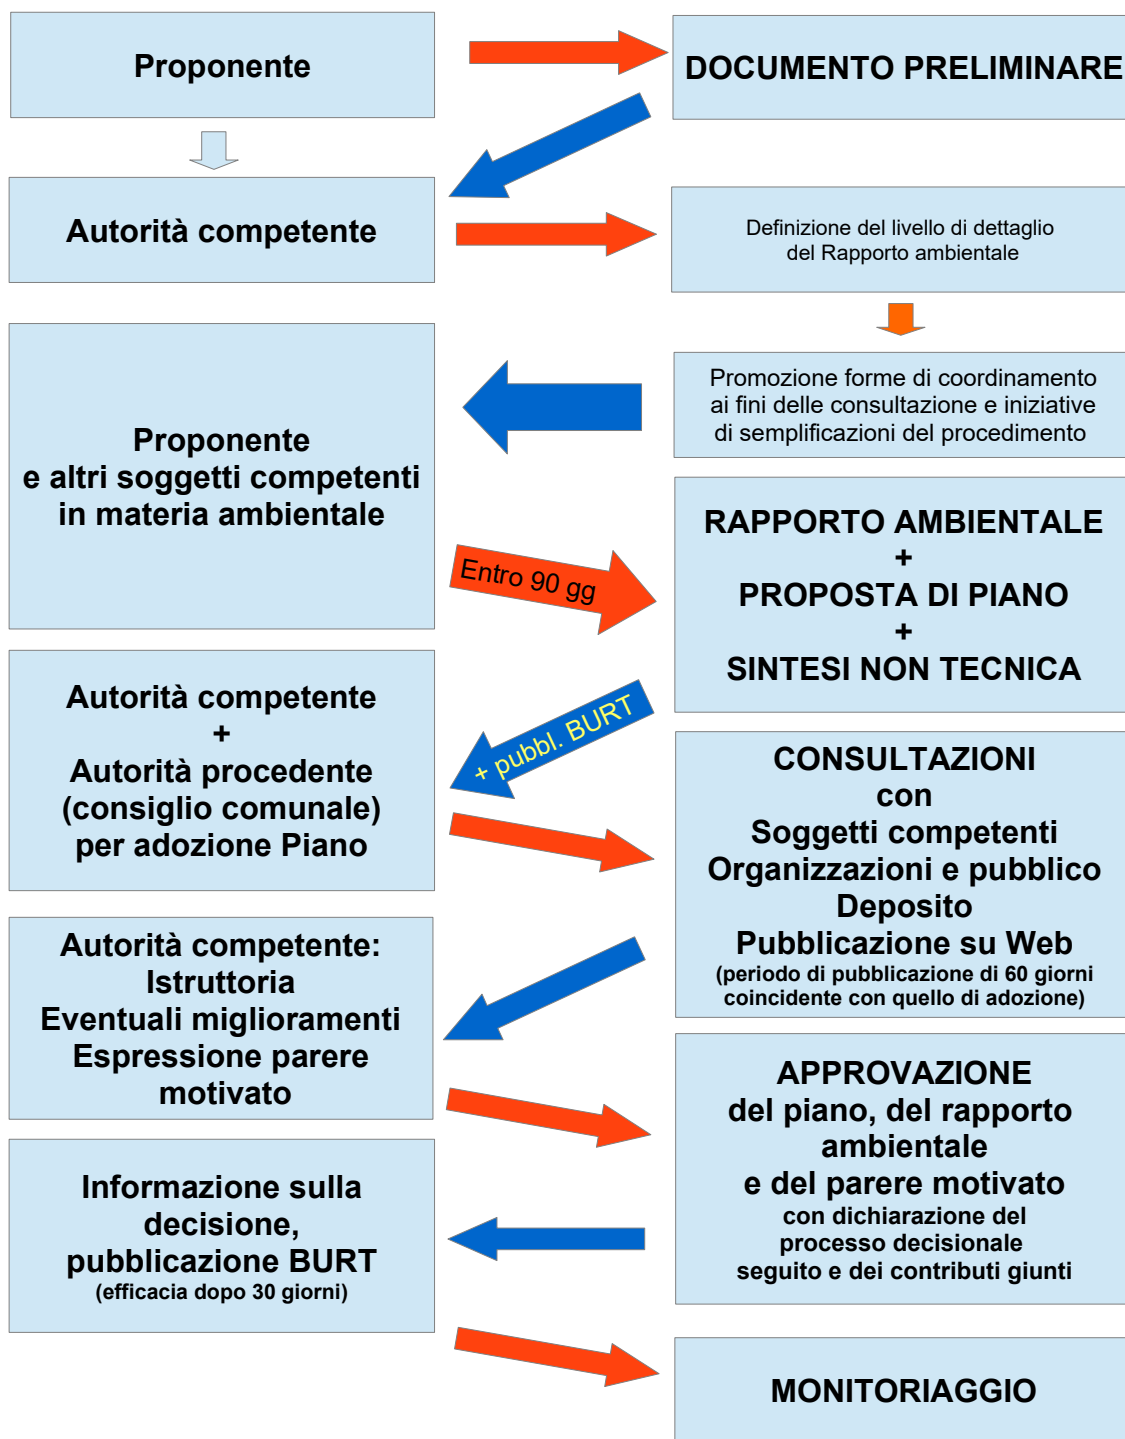 Proponente
DOCUMENTO PRELIMINARE
Autorità competente
Definizione del livello di dettaglio
del Rapporto ambientale
Promozione forme di coordinamento
ai fini delle consultazione e iniziative
di semplificazioni del procedimento
Proponente
e altri soggetti competenti
in materia ambientale
Entro 90 gg
RAPPORTO AMBIENTALE
+
PROPOSTA DI PIANO
+
SINTESI NON TECNICA
+ pubbl. BURT
Autorità competente
+
Autorità procedente
(consiglio comunale)
per adozione Piano
CONSULTAZIONI
con
Soggetti competenti
Organizzazioni e pubblico
Deposito
Pubblicazione su Web
(periodo di pubblicazione di 60 giorni
coincidente con quello di adozione)
Autorità competente:
Istruttoria
Eventuali miglioramenti
Espressione parere
motivato
APPROVAZIONE
del piano, del rapporto
ambientale
e del parere motivato
con dichiarazione del
processo decisionale
seguito e dei contributi giunti
Informazione sulla
decisione,
pubblicazione BURT
(efficacia dopo 30 giorni)
MONITORIAGGIO